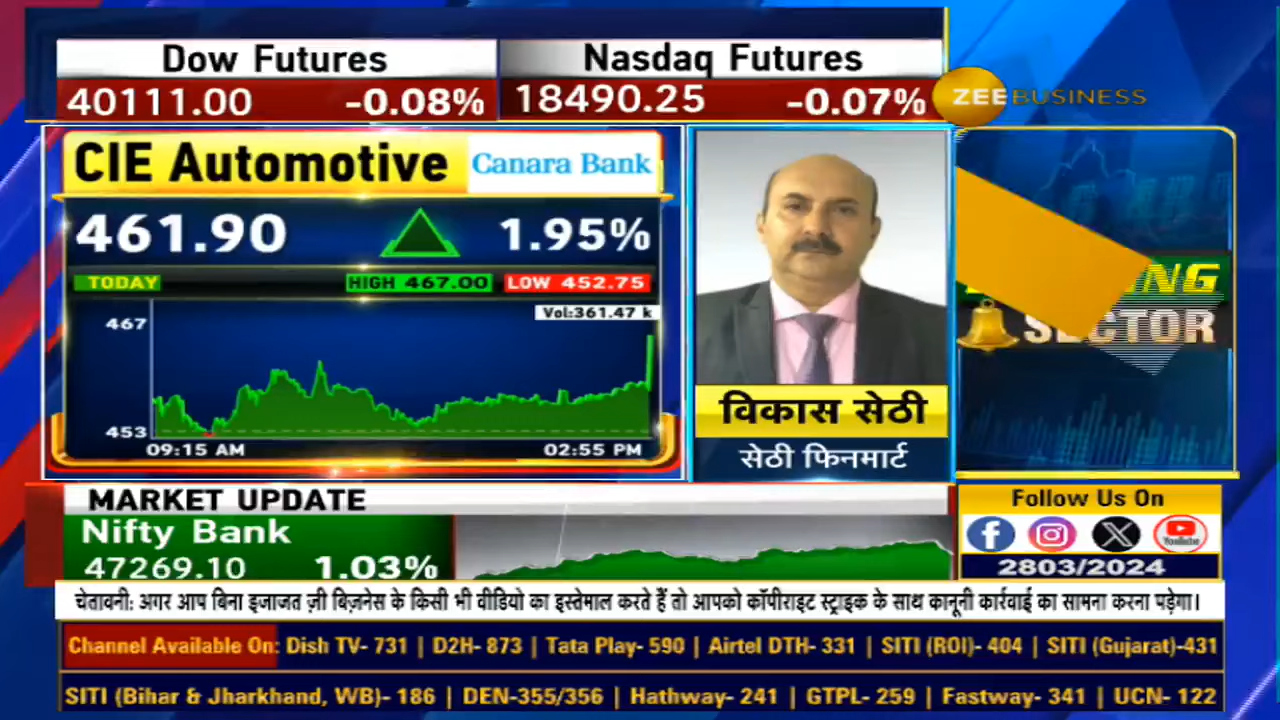 Dow Futures
40111.00 -0.08%
Nasdaq Futures
18490.25 -0.07%
ZEE BUSINESS
CIE Automotive
Canara Bank
461.90 1.95%
TODAY HIGH 467.00 LOW 452.75
Vol:361.47 k
467
453
09:15 AM 02:55 PM
विकास सेठी
सेठी फिनमार्ट
SECTOR
MARKET UPDATE
Nifty Bank
47269.10 1.03%
Follow Us On
YouTube
2803/2024
चेतावनी: अगर आप बिना इजाजत ज़ी बिज़नेस के किसी भी वीडियो का इस्तेमाल करते हैं तो आपको कॉपीराइट स्ट्राइक के साथ कानूनी कार्रवाई का सामना करना पड़ेगा।
Channel Available On: Dish TV- 731 | D2H- 873 | Tata Play- 590 | Airtel DTH- 331 | SITI (ROI)- 404 | SITI (Gujarat)-431
SITI (Bihar & Jharkhand, WB)- 186 | DEN-355/356 | Hathway- 241 | GTPL- 259 | Fastway- 341 | UCN- 122